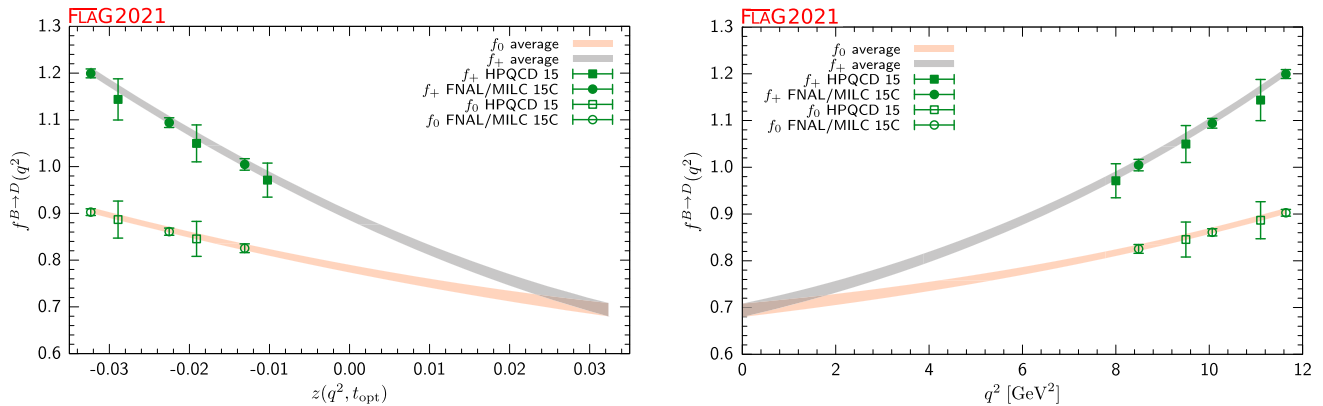 FLAG2021
f₀ average
f₊ average
f₊ HPQCD 15
f₊ FNAL/MILC 15C
f₀ HPQCD 15
f₀ FNAL/MILC 15C
f^{B→D}(q²)
1.3
1.2
1.1
1.0
0.9
0.8
0.7
0.6
-0.03 -0.02 -0.01 0.00 0.01 0.02 0.03
z(q², t_opt)
FLAG2021
f₀ average
f₊ average
f₊ HPQCD 15
f₊ FNAL/MILC 15C
f₀ HPQCD 15
f₀ FNAL/MILC 15C
f^{B→D}(q²)
1.3
1.2
1.1
1.0
0.9
0.8
0.7
0.6
0 2 4 6 8 10 12
q² [GeV²]